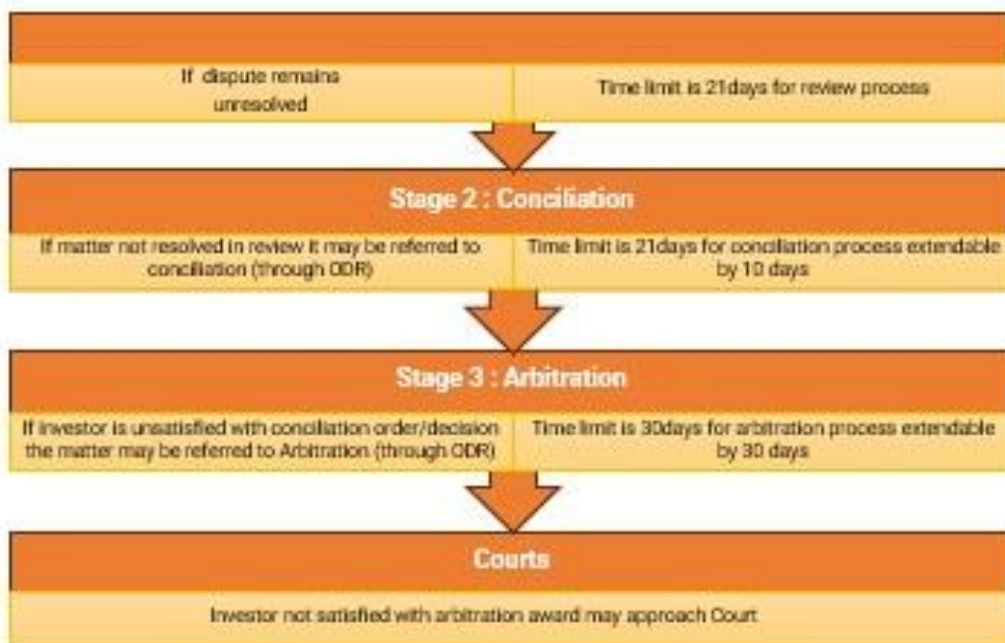 If dispute remains
unresolved
Time limit is 21days for review process
Stage 2 : Conciliation
If matter not resolved in review it may be referred to
conciliation (through ODR)
Time limit is 21days for conciliation process extendable
by 10 days
Stage 3 : Arbitration
If investor is unsatisfied with conciliation order/decision
the matter may be referred to Arbitration (through ODR)
Time limit is 30days for arbitration process extendable
by 30 days
Courts
Investor not satisfied with arbitration award may approach Court